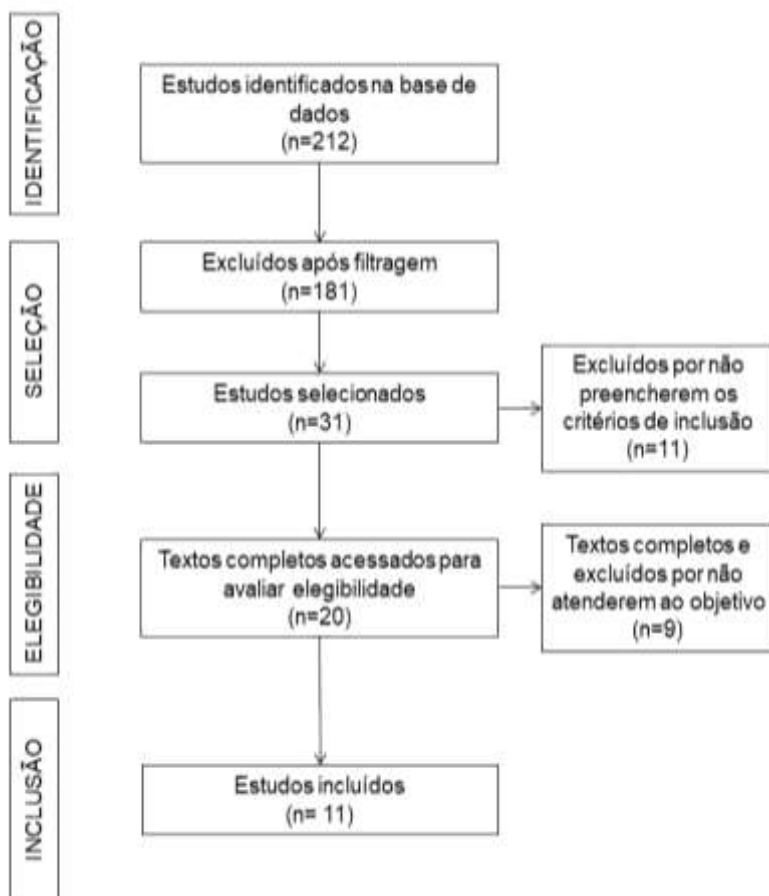 IDENTIFICAÇÃO
Estudos identificados na base de
dados
(n=212)
SELEÇÃO
Excluídos após filtragem
(n=181)
Estudos selecionados
(n=31)
Excluídos por não
preencherem os
critérios de inclusão
(n=11)
ELEGIBILIDADE
Textos completos acessados para
avaliar elegibilidade
(n=20)
Textos completos e
excluídos por não
atenderem ao objetivo
(n=9)
INCLUSÃO
Estudos incluídos
(n= 11)